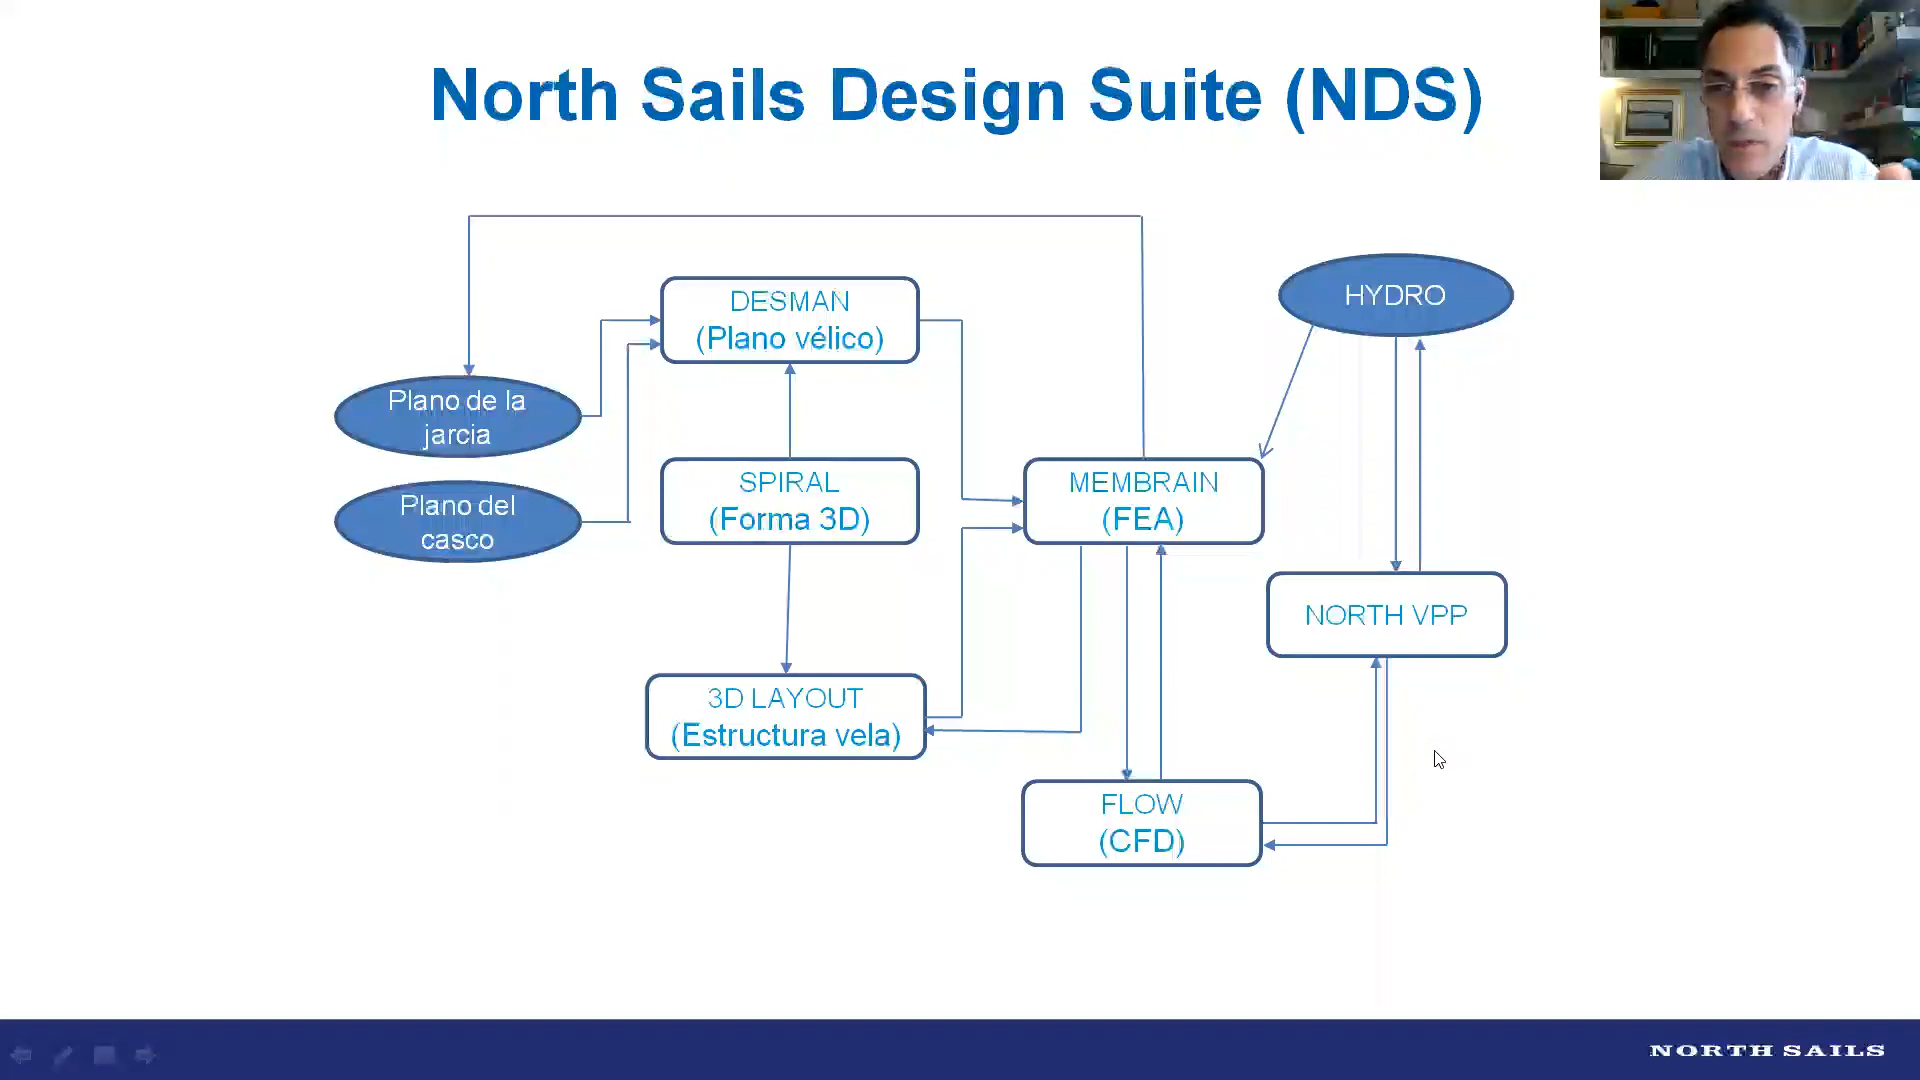 North Sails Design Suite (NDS)
DESMAN
(Plano vélico)
HYDRO
Plano de la
jarcia
SPIRAL
(Forma 3D)
MEMBRAIN
(FEA)
Plano del
casco
NORTH VPP
3D LAYOUT
(Estructura vela)
FLOW
(CFD)
NORTH SAILS